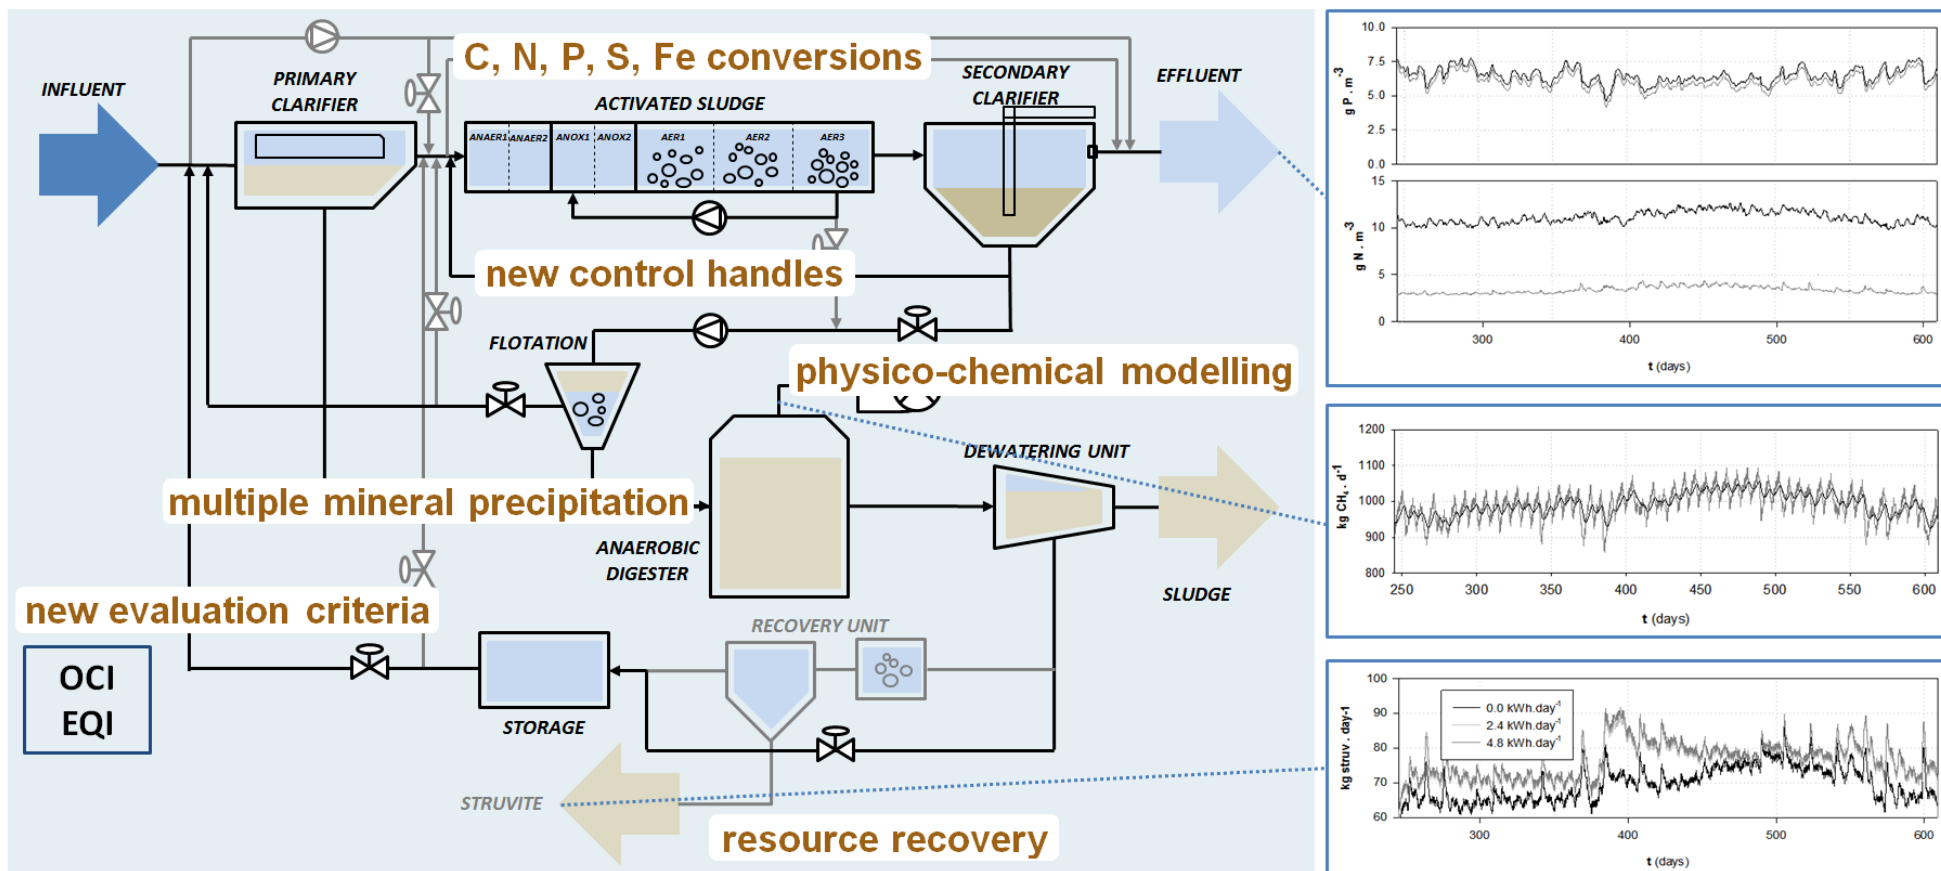 C, N, P, S, Fe conversions
INFLUENT
PRIMARY
CLARIFIER
ACTIVATED SLUDGE
SECONDARY
CLARIFIER
EFFLUENT
ANAER1
ANAER2
ANOX1
ANOX2
AER1
AER2
AER3
new control handles
FLOTATION
physico-chemical modelling
DEWATERING UNIT
multiple mineral precipitation
ANAEROBIC
DIGESTER
SLUDGE
new evaluation criteria
RECOVERY UNIT
OCI
EQI
STORAGE
STRUVITE
resource recovery
g P . m⁻³
10.0
7.5
5.0
2.5
0.0
g N . m⁻³
15
10
5
0
300
400
500
600
t (days)
kg CH₄ . d⁻¹
1200
1100
1000
900
800
250
300
350
400
450
500
550
600
t (days)
kg struv. day-1
100
90
80
70
60
0.0 kWh.day⁻¹
2.4 kWh.day⁻¹
4.8 kWh.day⁻¹
300
400
500
600
t (days)